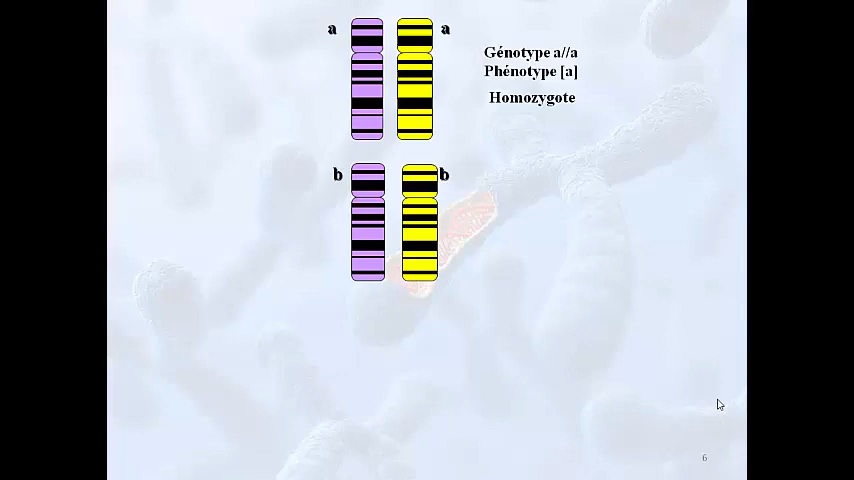 a a
Génotype a//a
Phénotype [a]
Homozygote
b b
6